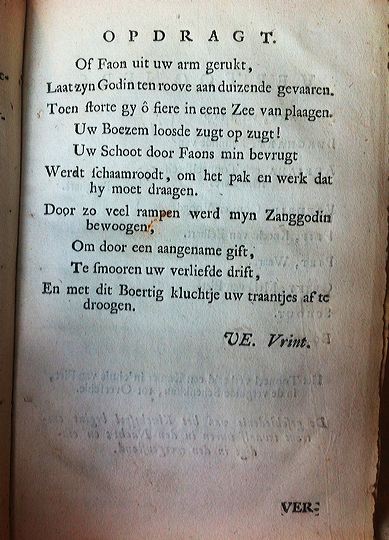 OPDRAGT.
Of Faon uit uw arm gerukt,
Laat zyn Godin ten roove aan duizende gevaaren.
Toen ſtorte gy ô fiere in eene Zee van plaagen.
Uw Boezem loosde zugt op zugt!
Uw Schoot door Faons min bevrugt
Werdt ſchaamroodt, om het pak en werk dat
hy moet draagen.
Door zo veel rampen werd myn Zanggodin
bewoogen,
Om door een aangename gift,
Te ſmooren uw verliefde drift,
En met dit Boertig kluchtje uw traantjes af te
droogen.
UE. Vrint.
VER-